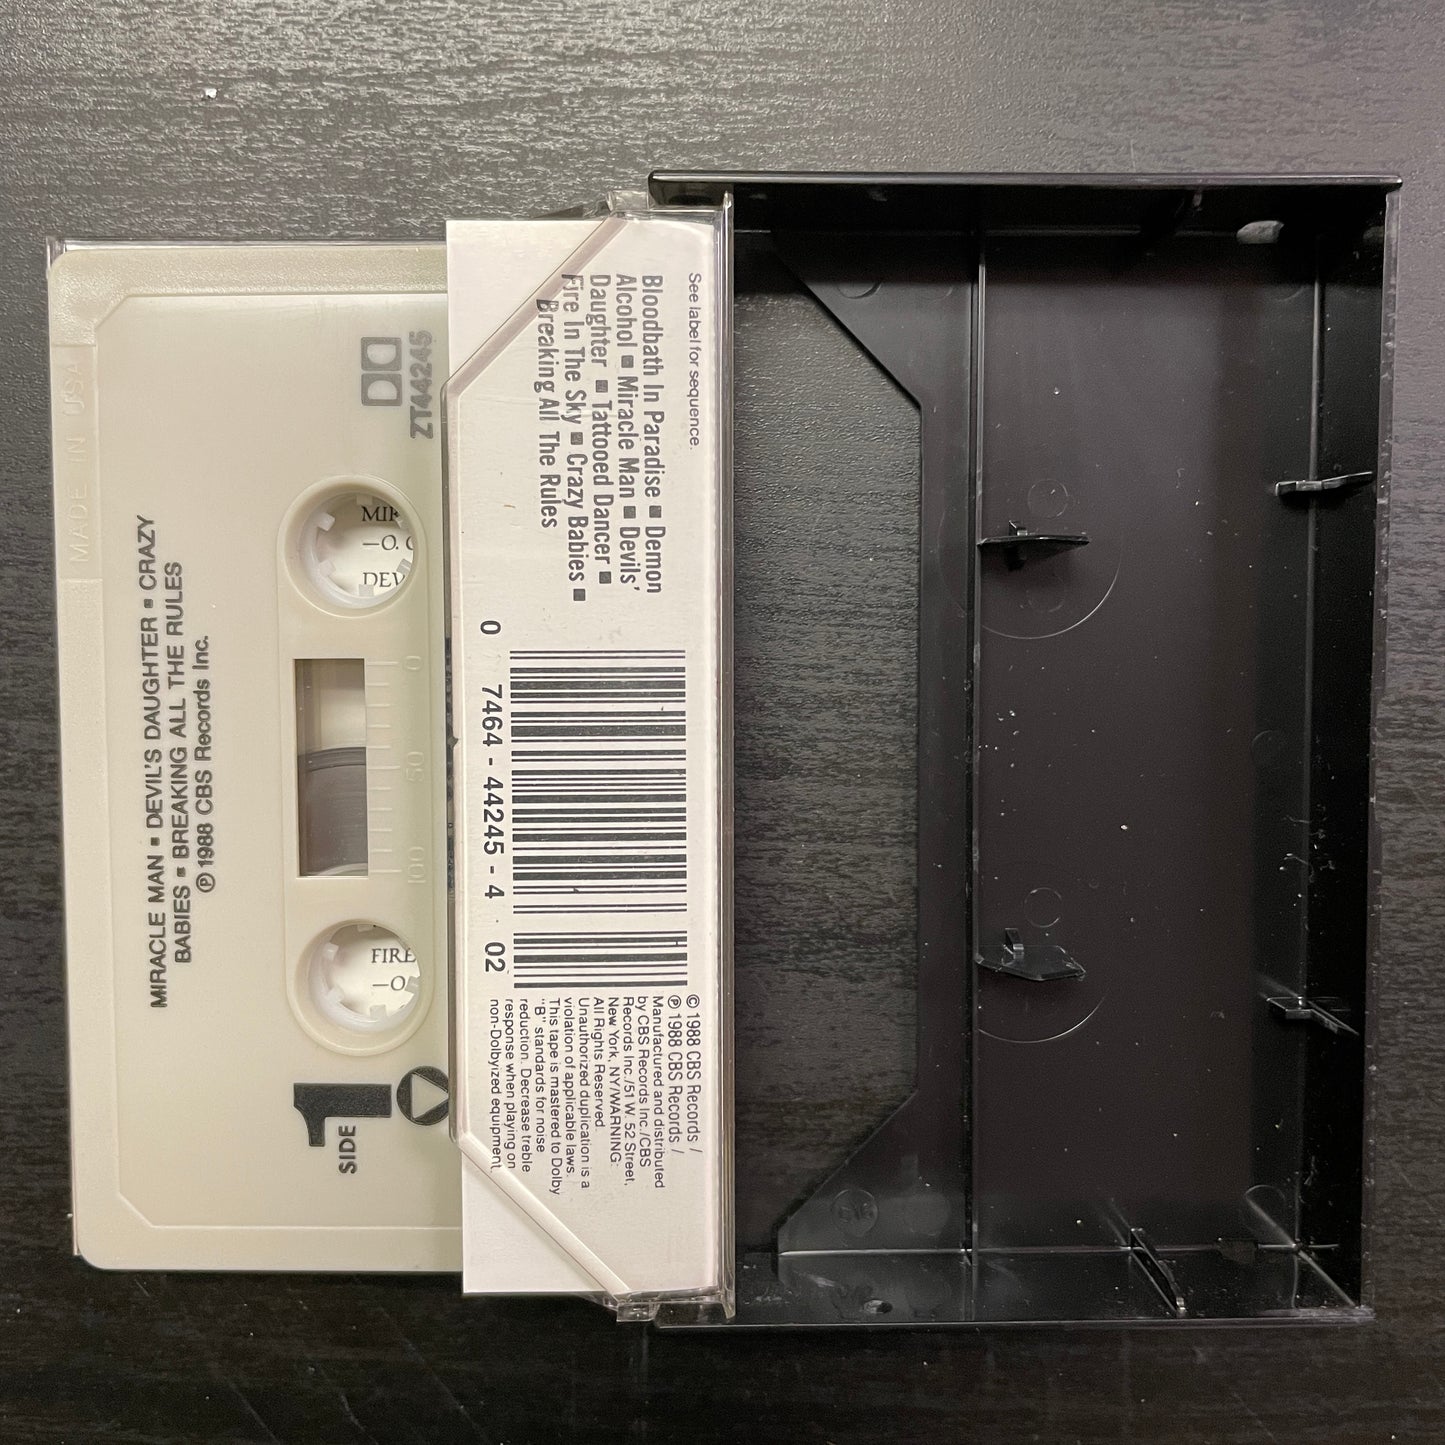 MADE IN USA
MIRACLE MAN ▪ DEVIL'S DAUGHTER ▪ CRAZY
BABIES ▪ BREAKING ALL THE RULES
℗ 1988 CBS Records Inc.
ZT44245
0 50 100
SIDE 1
—O.
DEV
FIRE
—O
See label for sequence.
Bloodbath In Paradise ▪ Demon
Alcohol ▪ Miracle Man ▪ Devils'
Daughter ▪ Tattooed Dancer ▪
Fire In The Sky ▪ Crazy Babies ▪
Breaking All The Rules
0 7464 - 44245 - 4 02
H
© 1988 CBS Records /
℗ 1988 CBS Records. /
Manufactured and distributed
by CBS Records Inc./CBS
Records Inc./51 W. 52 Street,
New York, NY/WARNING:
All Rights Reserved.
Unauthorized duplication is a
violation of applicable laws.
This tape is mastered to Dolby
"B" standards for noise
reduction. Decrease treble
response when playing on
non-Dolbyized equipment.